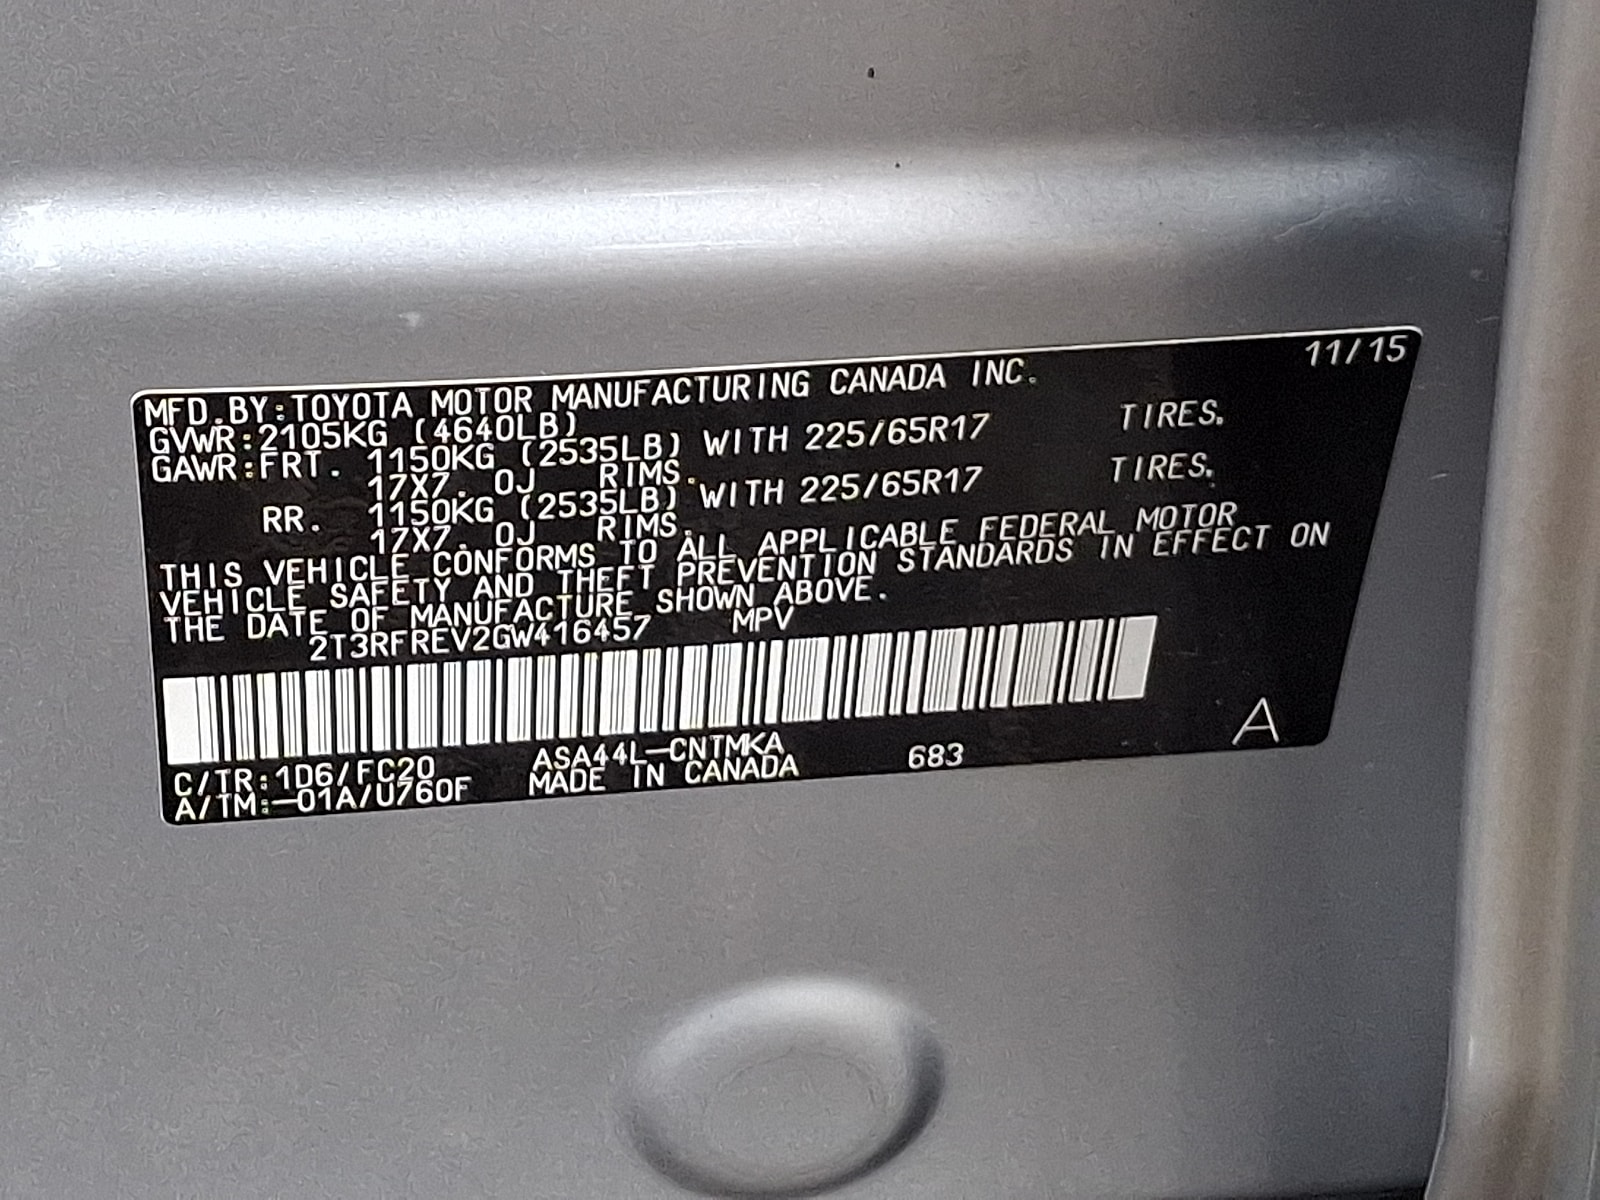 11/15
MFD.BY:TOYOTA MOTOR MANUFACTURING CANADA INC.
GVWR:2105KG (4640LB)
GAWR:FRT. 1150KG (2535LB) WITH 225/65R17 TIRES.
17X7.0J RIMS.
RR. 1150KG (2535LB) WITH 225/65R17 TIRES.
17X7.0J RIMS.
THIS VEHICLE CONFORMS TO ALL APPLICABLE FEDERAL MOTOR
VEHICLE SAFETY AND THEFT PREVENTION STANDARDS IN EFFECT ON
THE DATE OF MANUFACTURE SHOWN ABOVE.
2T3RFREV2GW416457 MPV
C/TR:1D6/FC20 ASA44L-CNTMKA 683 A
A/TM:-01A/U760F MADE IN CANADA